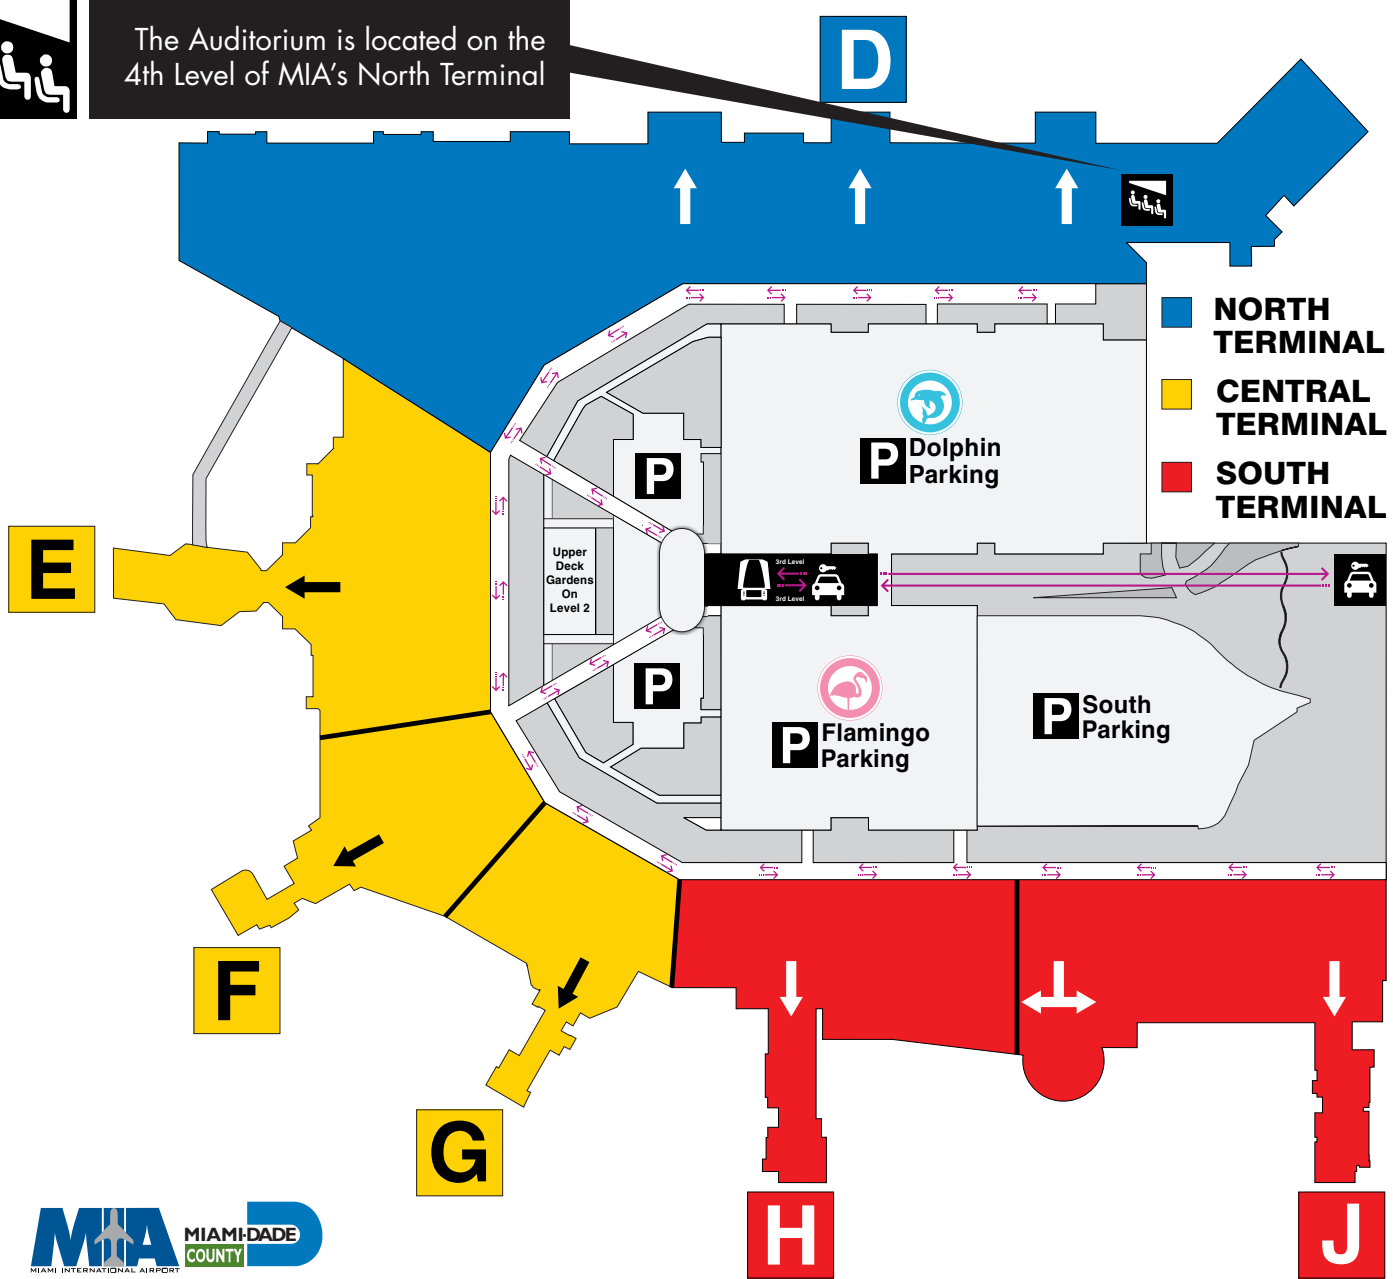 The Auditorium is located on the
4th Level of MIA's North Terminal
D
NORTH
TERMINAL
CENTRAL
TERMINAL
SOUTH
TERMINAL
P Dolphin
Parking
P
E
Upper
Deck
Gardens
On
Level 2
3rd Level
3rd Level
P
P Flamingo
Parking
P South
Parking
F
G
H
J
MIA
MIAMI INTERNATIONAL AIRPORT
MIAMI-DADE
COUNTY